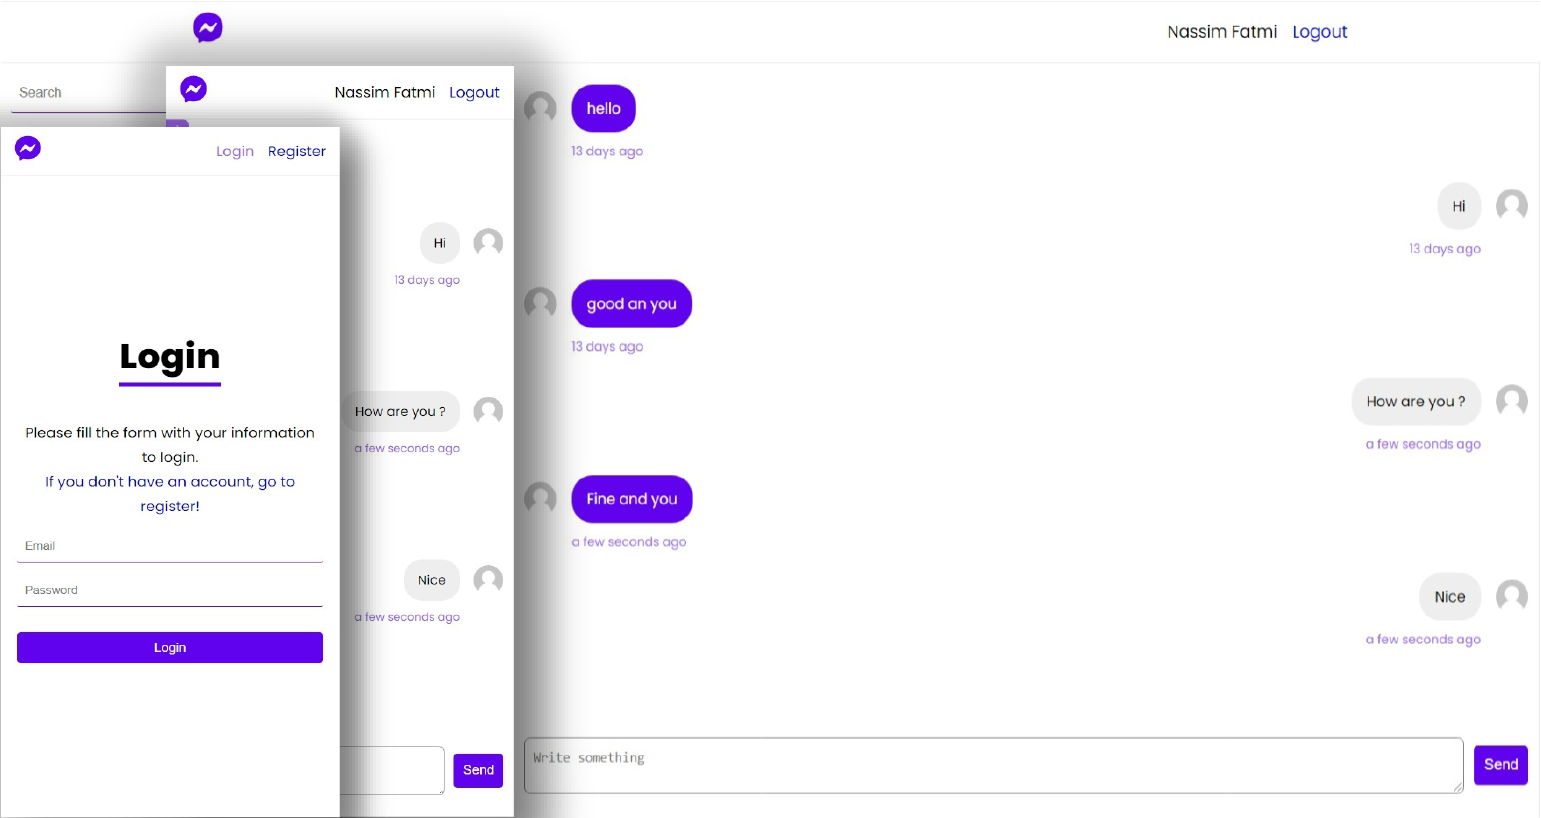 Nassim Fatmi Logout
Search
hello
13 days ago
Hi
13 days ago
good an you
13 days ago
How are you ?
a few seconds ago
Fine and you
a few seconds ago
Nice
a few seconds ago
Write something
Send
Nassim Fatmi Logout
Hi
13 days ago
How are you ?
a few seconds ago
Nice
a few seconds ago
Send
Login Register
Login
Please fill the form with your information
to login.
If you don't have an account, go to
register!
Email
Password
Login